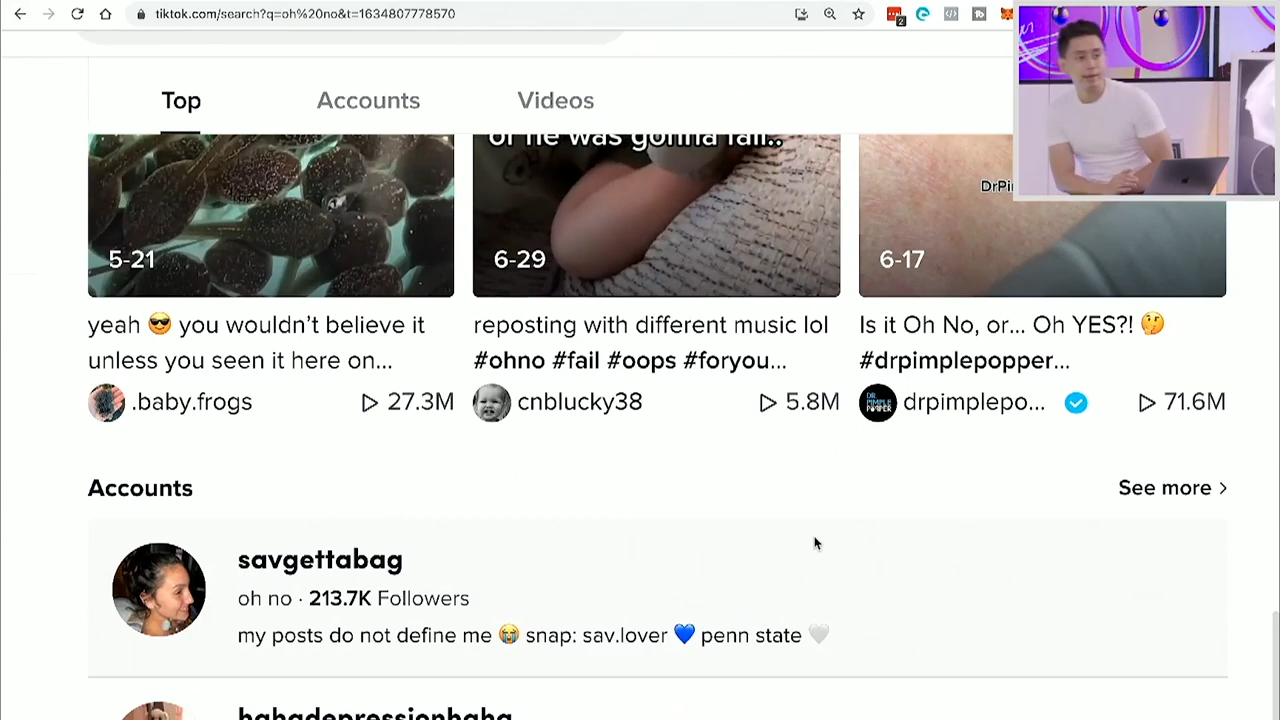 tiktok.com/search?q=oh%20no&t=1634807778570
2
Top
Accounts
Videos
or he was gonna fall..
DrPi
5-21
6-29
6-17
yeah 😎 you wouldn’t believe it
unless you seen it here on...
reposting with different music lol
#ohno #fail #oops #foryou...
Is it Oh No, or... Oh YES?! 🤔
#drpimplepopper...
.baby.frogs
27.3M
cnblucky38
5.8M
DR. PIMPLE POPPER
drpimplepo...
71.6M
Accounts
See more >
savgettabag
oh no · 213.7K Followers
my posts do not define me 😭 snap: sav.lover 💙 penn state 🤍
hahadepressionhaha